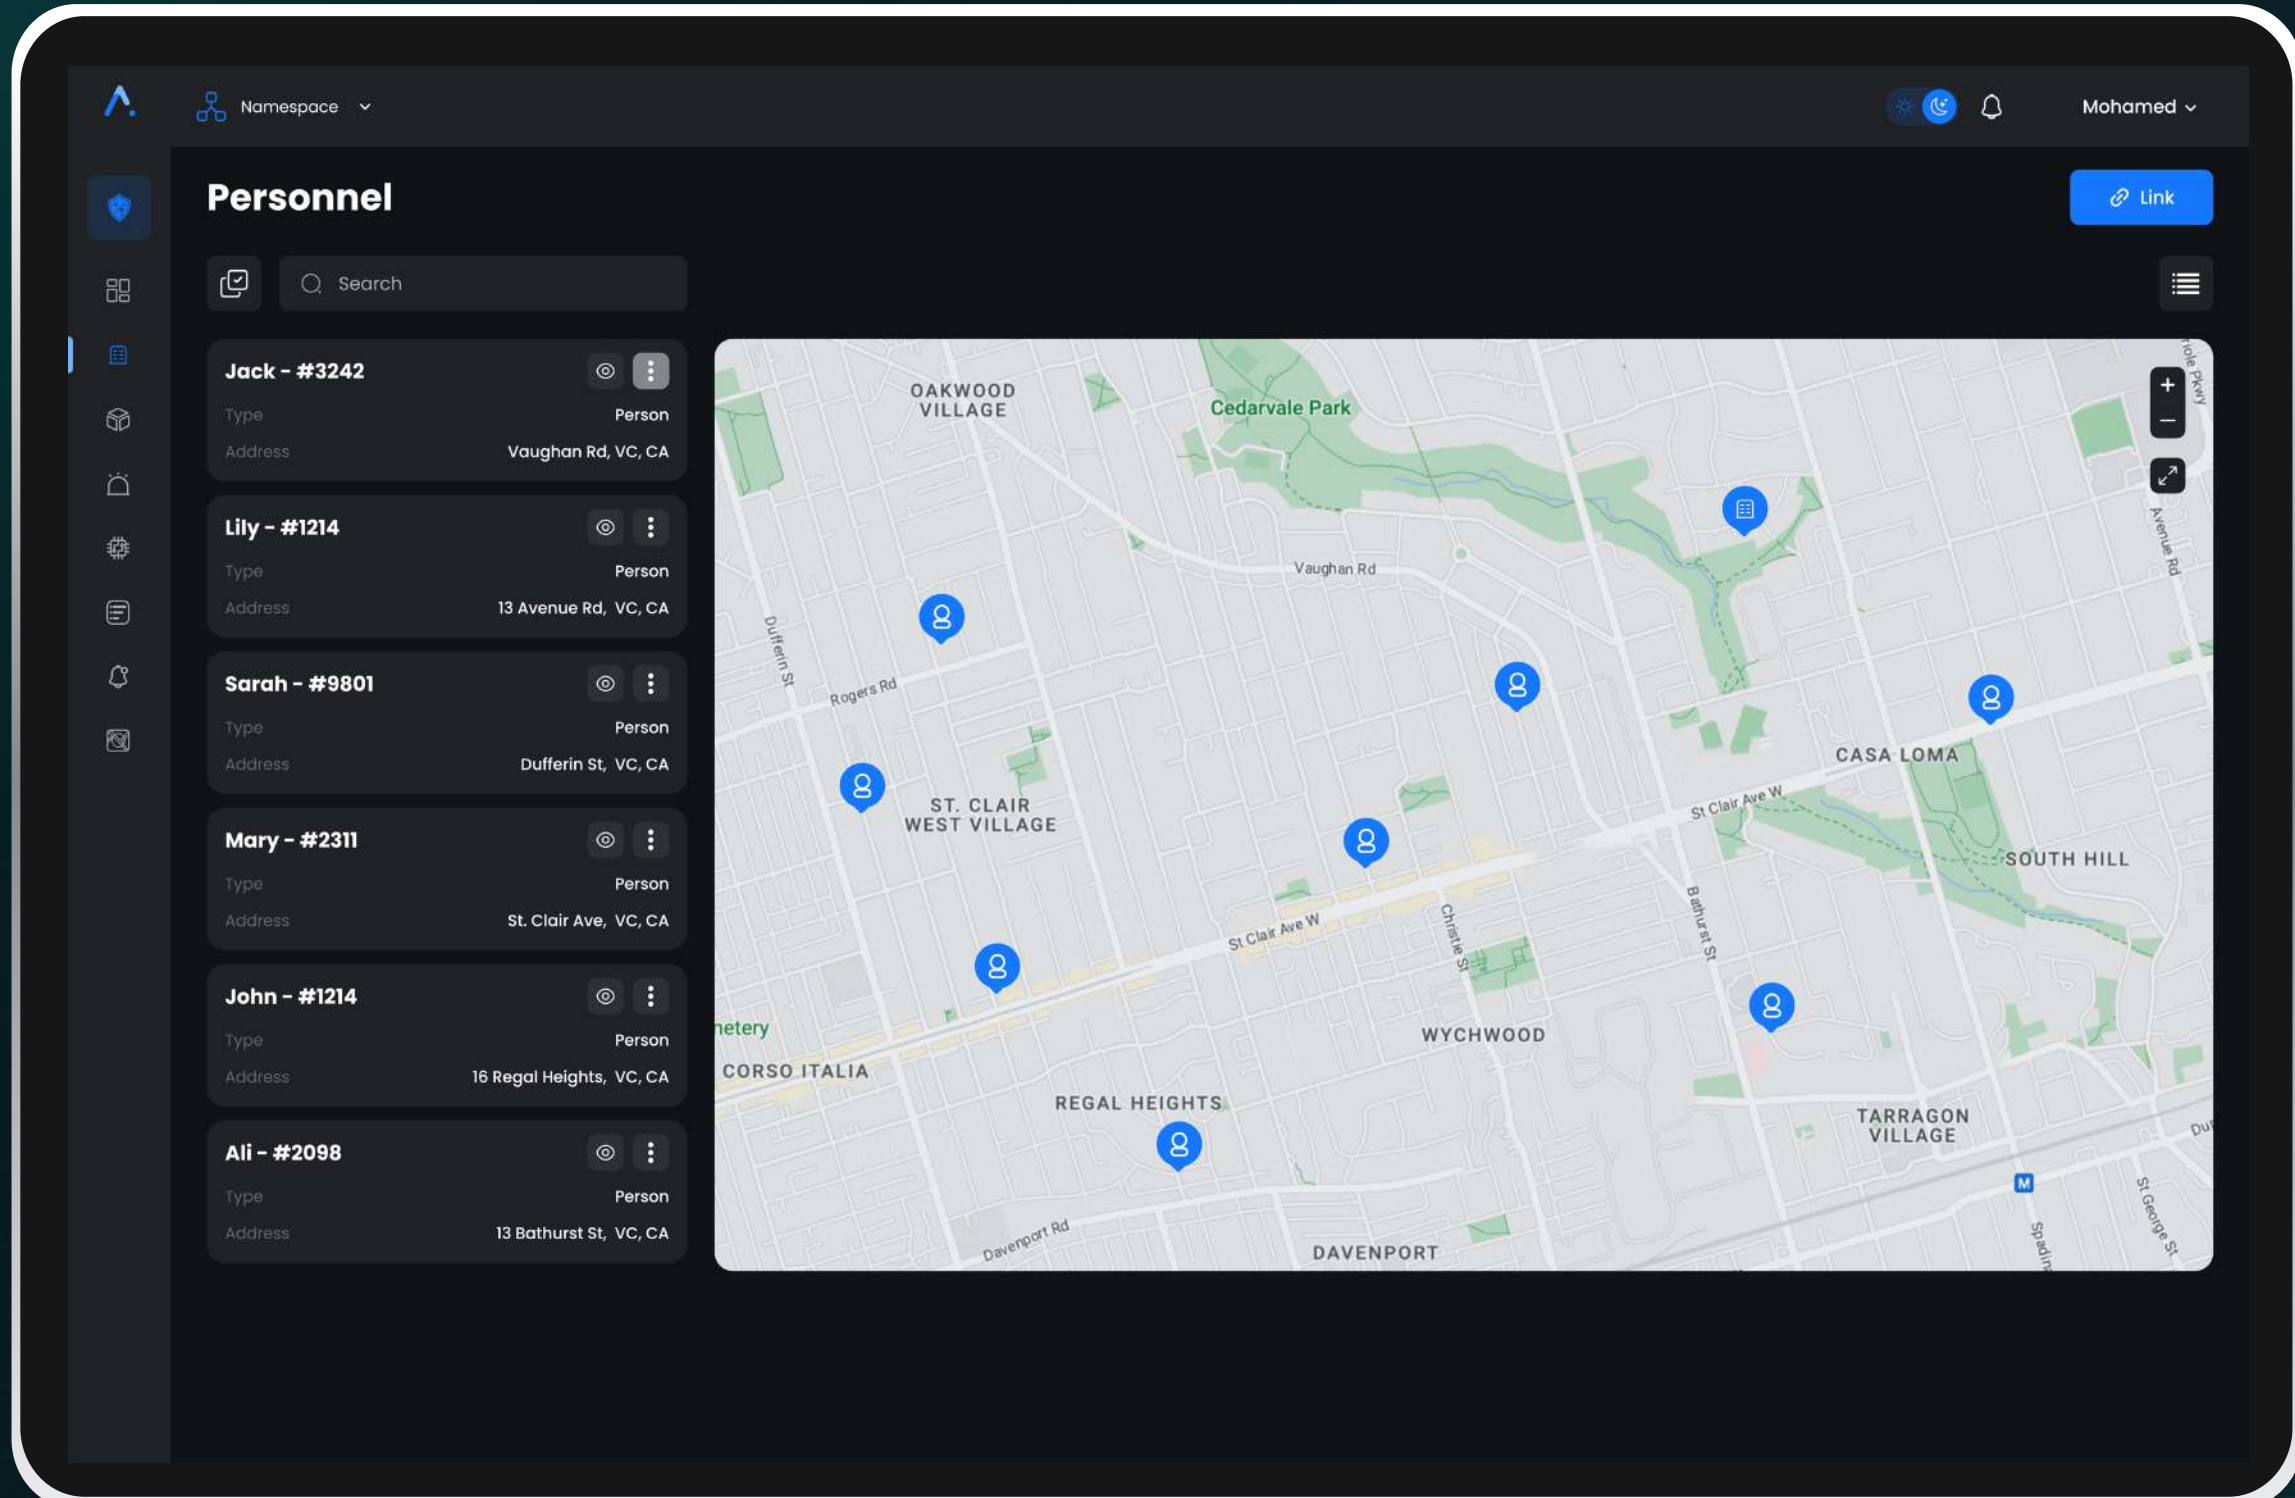 Namespace
Mohamed
Personnel
Link
Search
Jack - #3242
Type Person
Address Vaughan Rd, VC, CA
Lily - #1214
Type Person
Address 13 Avenue Rd, VC, CA
Sarah - #9801
Type Person
Address Dufferin St, VC, CA
Mary - #2311
Type Person
Address St. Clair Ave, VC, CA
John - #1214
Type Person
Address 16 Regal Heights, VC, CA
Ali - #2098
Type Person
Address 13 Bathurst St, VC, CA
OAKWOOD
VILLAGE
Cedarvale Park
riole Pkwy
Avenue Rd
Vaughan Rd
Dufferin St
Rogers Rd
CASA LOMA
ST. CLAIR
WEST VILLAGE
St Clair Ave W
SOUTH HILL
St Clair Ave W
Christie St
Bathurst St
netery
WYCHWOOD
CORSO ITALIA
REGAL HEIGHTS
TARRAGON
VILLAGE
Du
M
St George St
Spadin
Davenport Rd
DAVENPORT